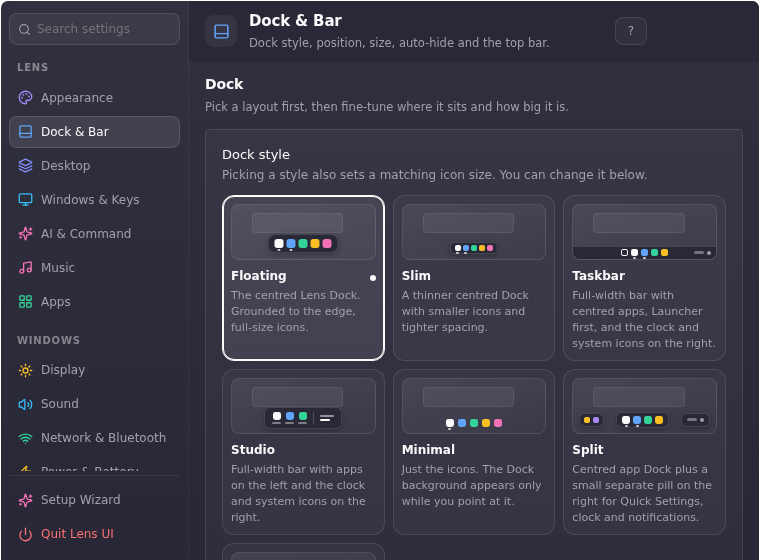 Search settings
LENS
Appearance
Dock & Bar
Desktop
Windows & Keys
AI & Command
Music
Apps
WINDOWS
Display
Sound
Network & Bluetooth
Power & Battery
Setup Wizard
Quit Lens UI
Dock & Bar
Dock style, position, size, auto-hide and the top bar.
?
Dock
Pick a layout first, then fine-tune where it sits and how big it is.
Dock style
Picking a style also sets a matching icon size. You can change it below.
Floating
The centred Lens Dock.
Grounded to the edge,
full-size icons.
Slim
A thinner centred Dock
with smaller icons and
tighter spacing.
Taskbar
Full-width bar with
centred apps, Launcher
first, and the clock and
system icons on the right.
Studio
Full-width bar with apps
on the left and the clock
and system icons on the
right.
Minimal
Just the icons. The Dock
background appears only
while you point at it.
Split
Centred app Dock plus a
small separate pill on the
right for Quick Settings,
clock and notifications.